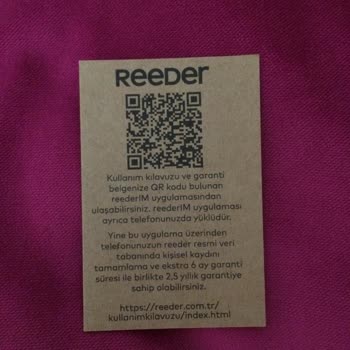 REEDER
Kullanım kılavuzu ve garanti
belgenize QR kodu bulunan
reederIM uygulamasından
ulaşabilirsiniz. reederIM uygulaması
ayrıca telefonunuzda yüklüdür.
Yine bu uygulama üzerinden
telefonunuzun reeder resmi veri
tabanında kişisel kaydını
tamamlama ve ekstra 6 ay garanti
süresi ile birlikte 2,5 yıllık garantiye
sahip olabilirsiniz.
https://reeder.com.tr/
kullanimkilavuzu/index.html